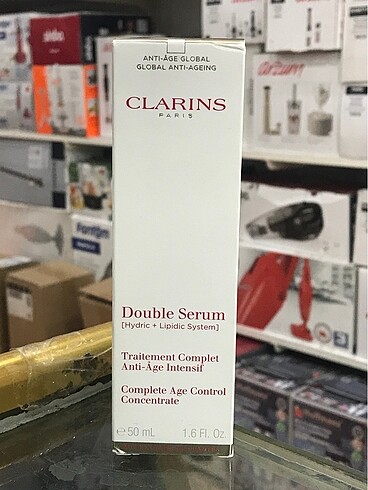 ANTI-ÂGE GLOBAL
GLOBAL ANTI-AGEING
CLARINS
PARIS
Double Serum
[Hydric + Lipidic System]
Traitement Complet
Anti-Âge Intensif
Complete Age Control
Concentrate
℮ 50 mL 1.6 Fl. Oz.
arzum